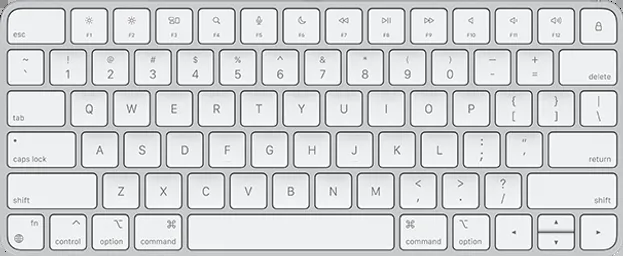 esc F1 F2 F3 F4 F5 F6 F7 F8 F9 F10 F11 F12
~ ! @ # $ % ^ & * ( ) — +
` 1 2 3 4 5 6 7 8 9 0 - = delete
tab Q W E R T Y U I O P { [ } ] | \
caps lock A S D F G H J K L : ; " ' return
shift Z X C V B N M < , > . ? / shift
fn control option command command option